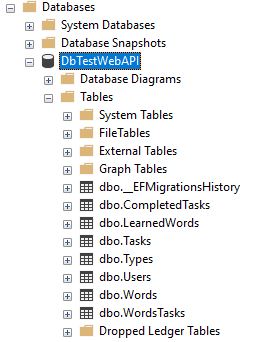 Databases
System Databases
Database Snapshots
DbTestWebAPI
Database Diagrams
Tables
System Tables
FileTables
External Tables
Graph Tables
dbo.__EFMigrationsHistory
dbo.CompletedTasks
dbo.LearnedWords
dbo.Tasks
dbo.Types
dbo.Users
dbo.Words
dbo.WordsTasks
Dropped Ledger Tables